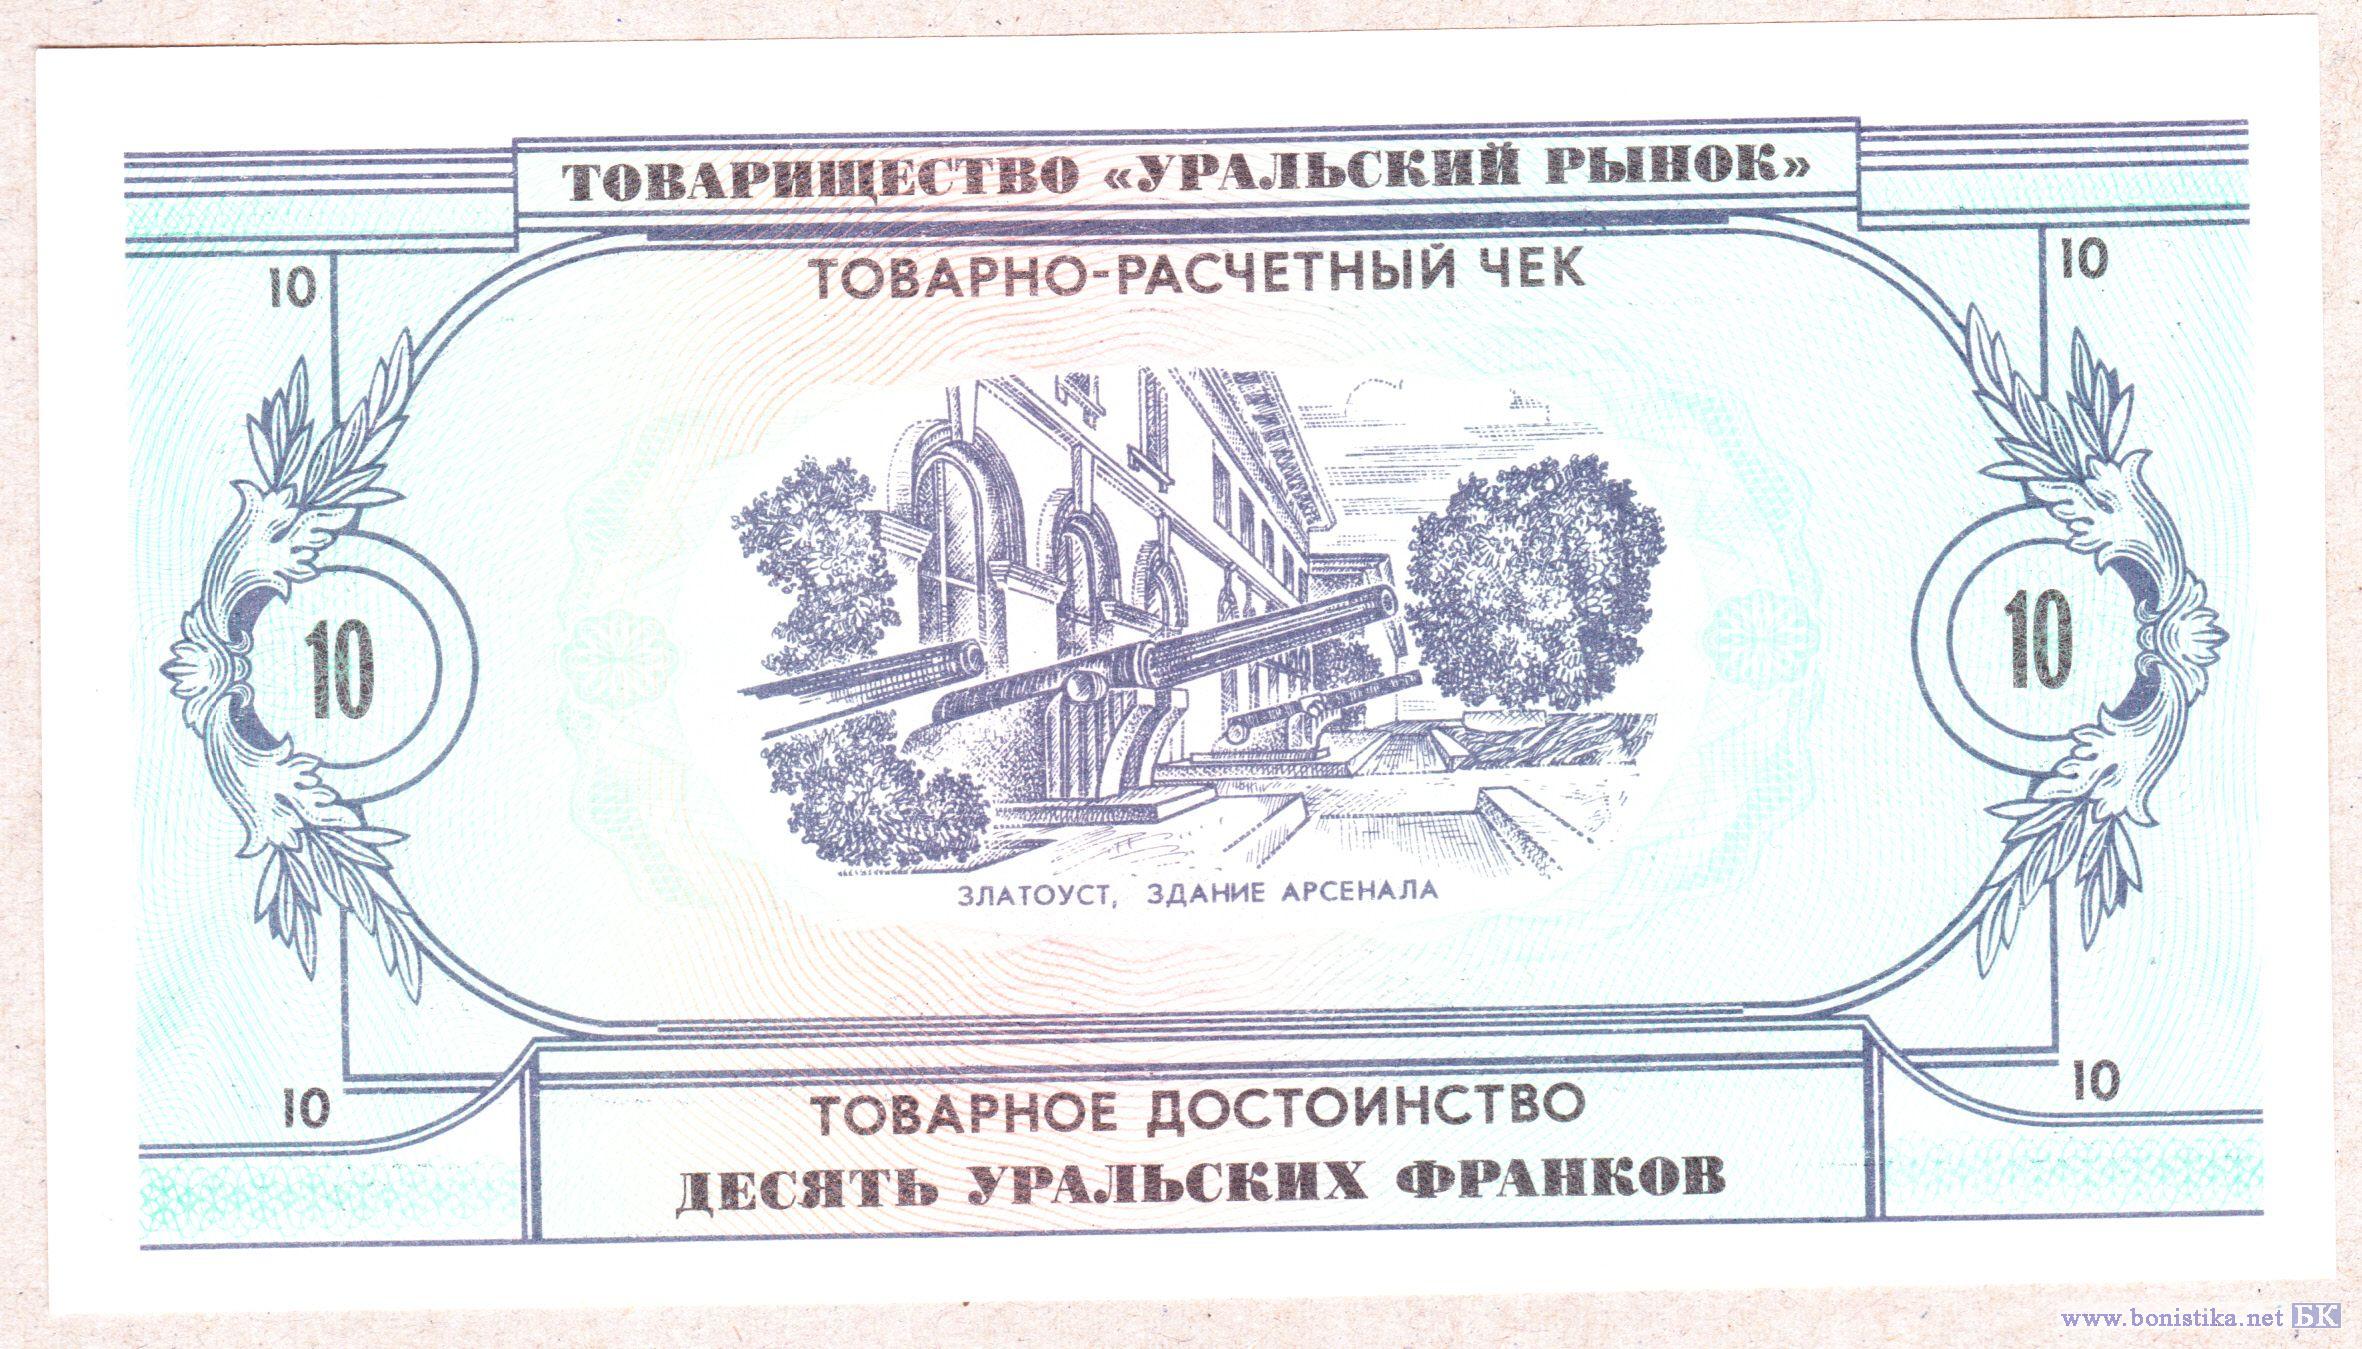 ТОВАРИЩЕСТВО «УРАЛЬСКИЙ РЫНОК»
ТОВАРНО-РАСЧЕТНЫЙ ЧЕК
10
10
10
10
ЗЛАТОУСТ, ЗДАНИЕ АРСЕНАЛА
10
10
ТОВАРНОЕ ДОСТОИНСТВО
ДЕСЯТЬ УРАЛЬСКИХ ФРАНКОВ
www.bonistika.net БК